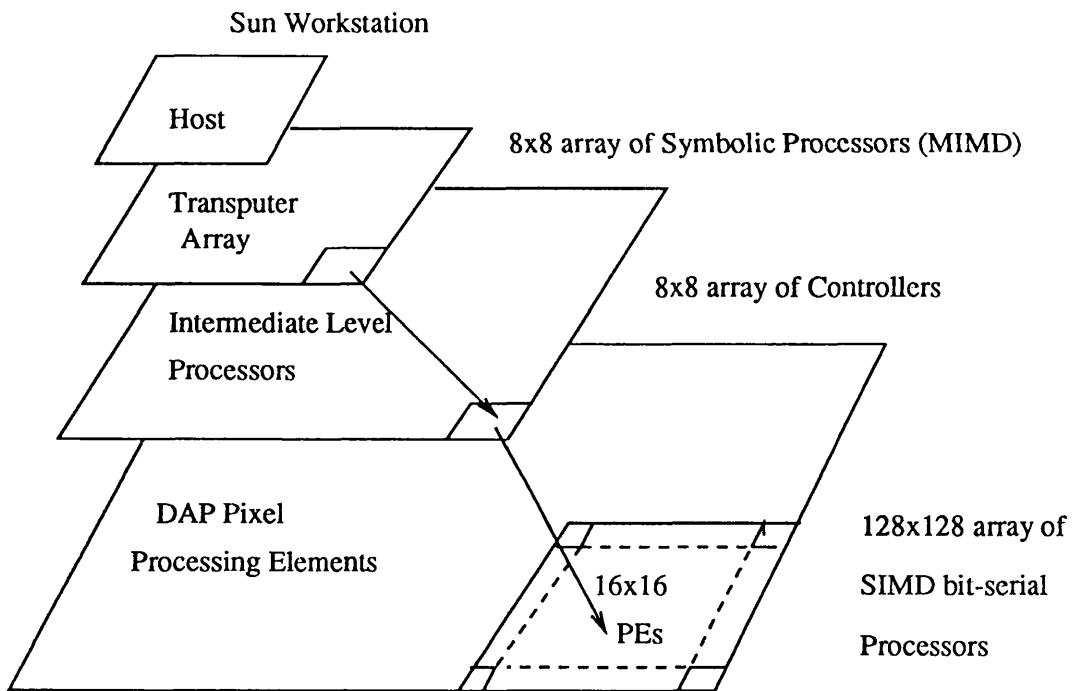 Sun Workstation
Host
8x8 array of Symbolic Processors (MIMD)
Transputer
Array
8x8 array of Controllers
Intermediate Level
Processors
DAP Pixel
Processing Elements
16x16
PEs
128x128 array of
SIMD bit-serial
Processors